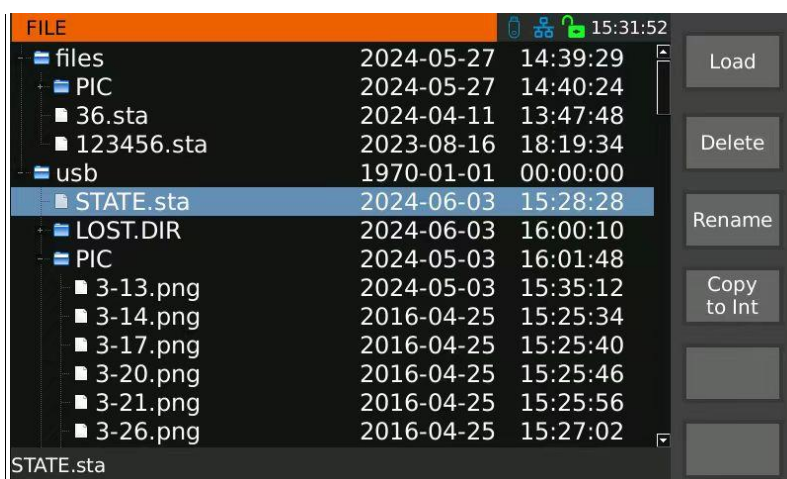 FILE 15:31:52
files 2024-05-27 14:39:29
PIC 2024-05-27 14:40:24
36.sta 2024-04-11 13:47:48
123456.sta 2023-08-16 18:19:34
usb 1970-01-01 00:00:00
STATE.sta 2024-06-03 15:28:28
LOST.DIR 2024-06-03 16:00:10
PIC 2024-05-03 16:01:48
3-13.png 2024-05-03 15:35:12
3-14.png 2016-04-25 15:25:34
3-17.png 2016-04-25 15:25:40
3-20.png 2016-04-25 15:25:46
3-21.png 2016-04-25 15:25:56
3-26.png 2016-04-25 15:27:02
STATE.sta
Load
Delete
Rename
Copy
to Int